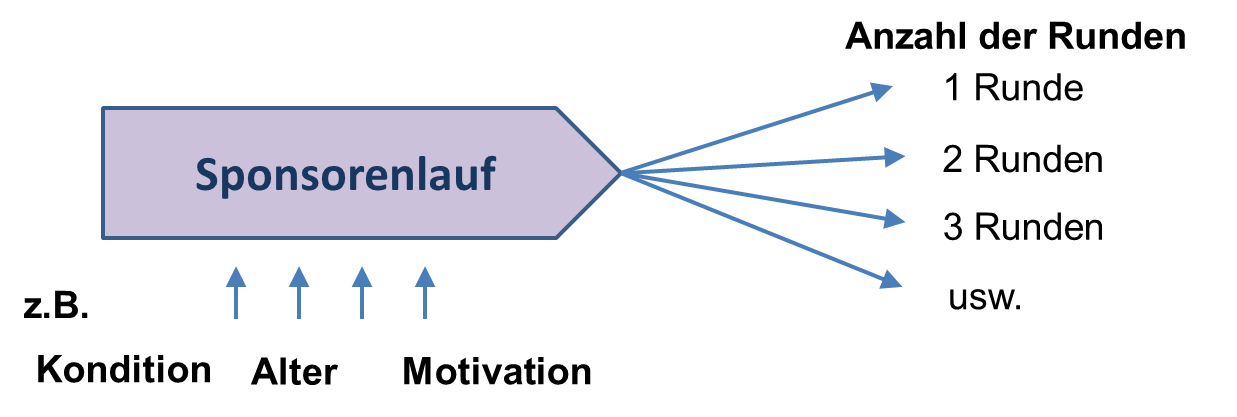 Anzahl der Runden
1 Runde
2 Runden
Sponsorenlauf
3 Runden
usw.
z.B.
Kondition Alter Motivation